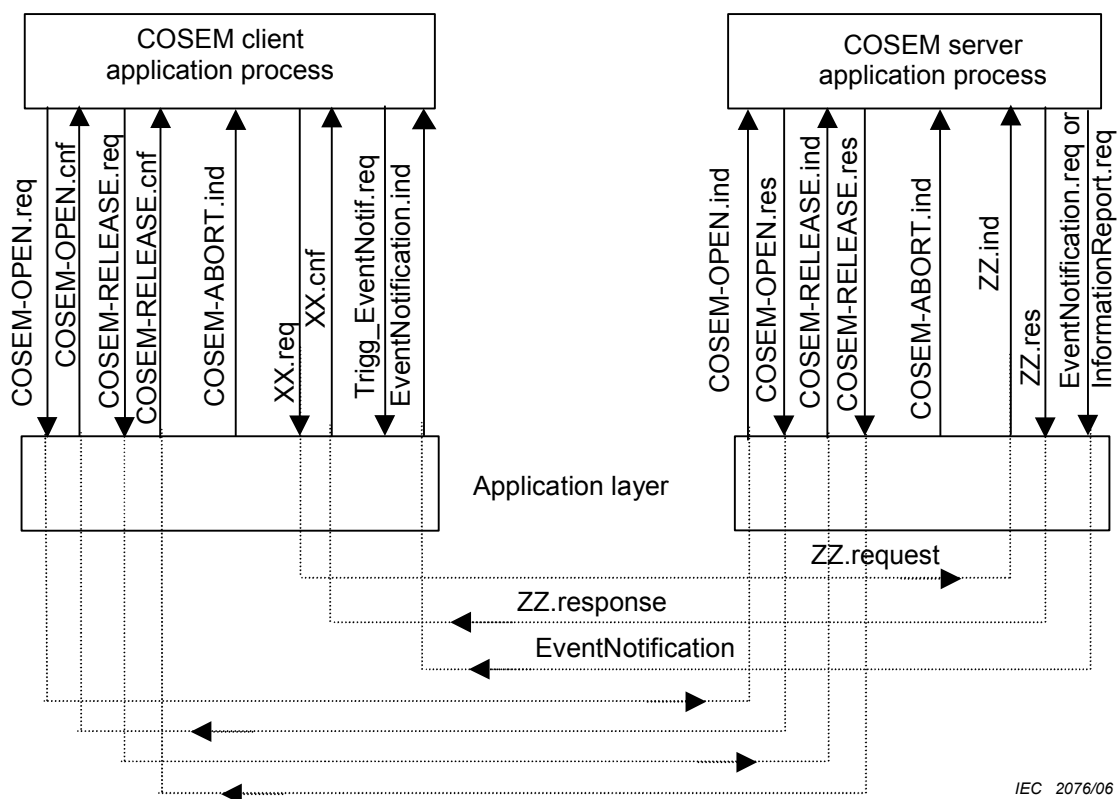 COSEM client
application process
COSEM server
application process
COSEM-OPEN.req
COSEM-OPEN.cnf
COSEM-RELEASE.req
COSEM-RELEASE.cnf
COSEM-ABORT.ind
XX.req
XX.cnf
Trigg_EventNotif.req
EventNotification.ind
COSEM-OPEN.ind
COSEM-OPEN.res
COSEM-RELEASE.ind
COSEM-RELEASE.res
COSEM-ABORT.ind
ZZ.ind
ZZ.res
EventNotification.req or
InformationReport.req
Application layer
ZZ.request
ZZ.response
EventNotification
IEC 2076/06